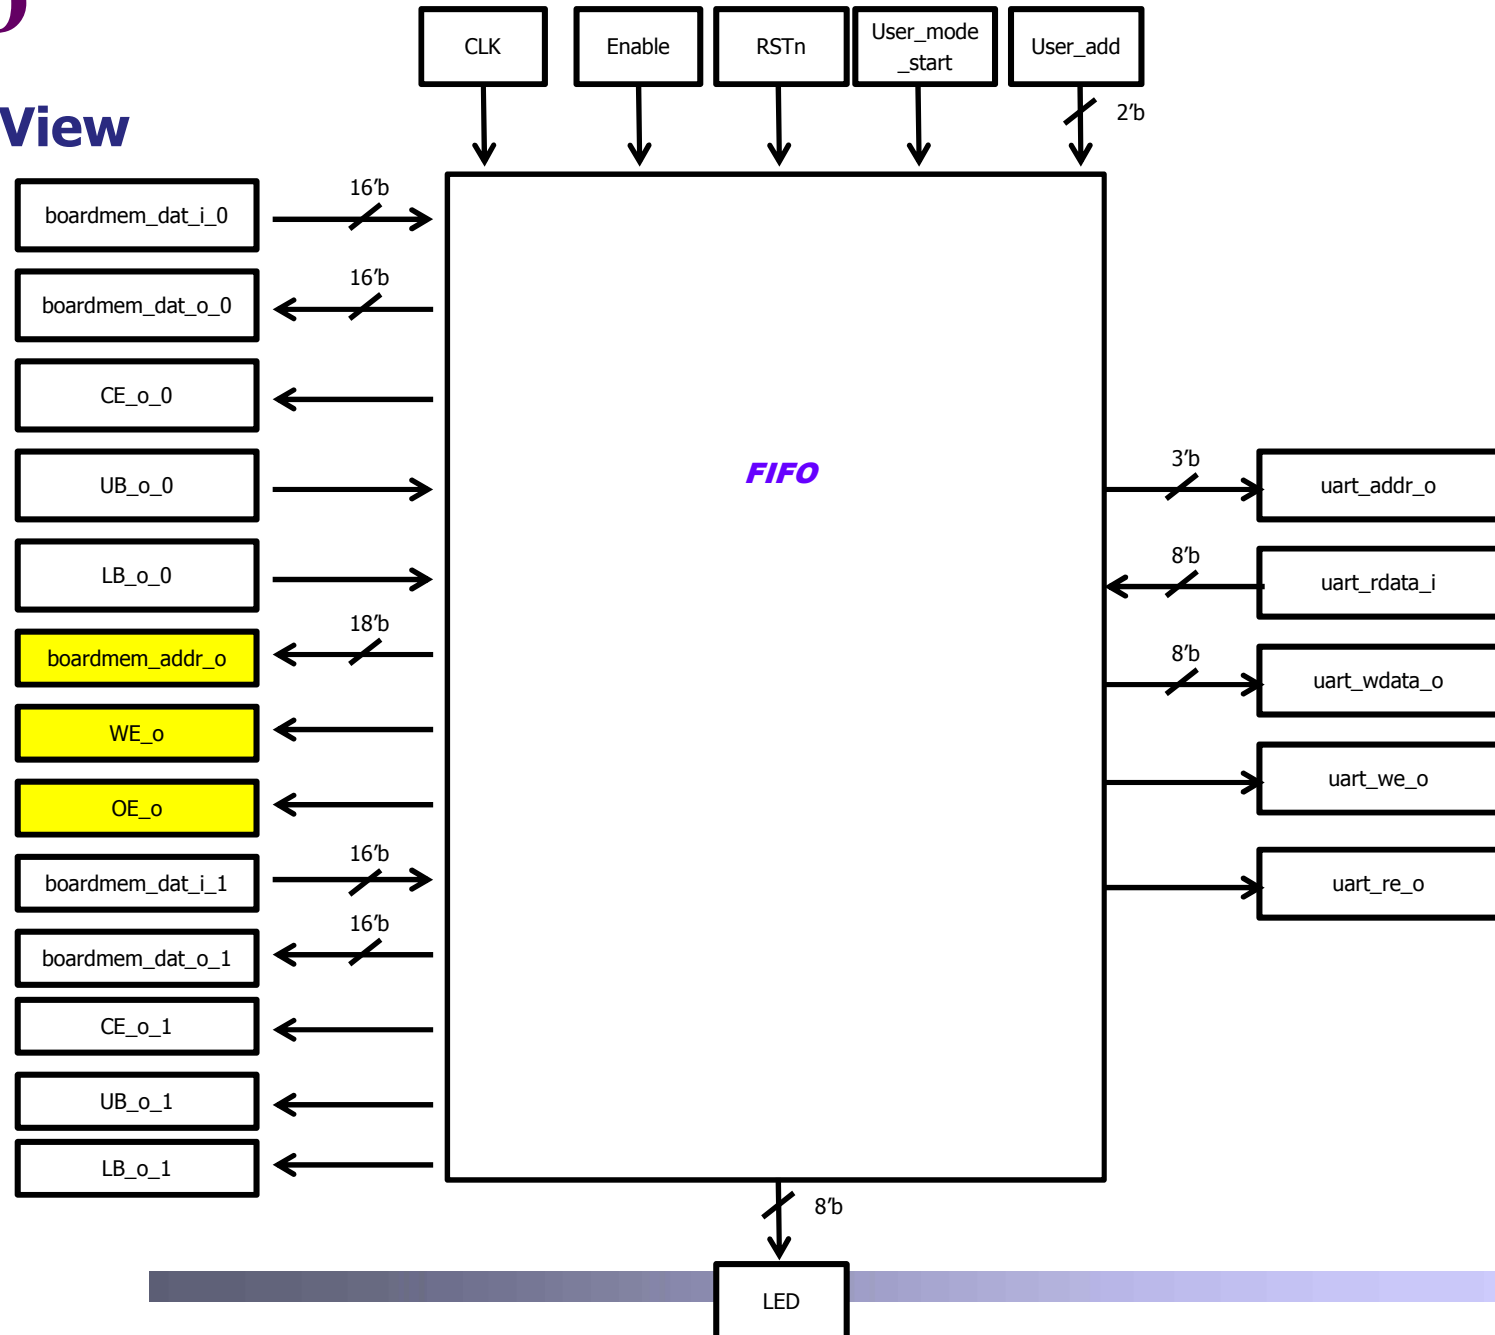 CLK
Enable
RSTn
User_mode
_start
User_add
2'b
View
boardmem_dat_i_0
16'b
boardmem_dat_o_0
16'b
CE_o_0
UB_o_0
LB_o_0
boardmem_addr_o
18'b
WE_o
OE_o
boardmem_dat_i_1
16'b
boardmem_dat_o_1
16'b
CE_o_1
UB_o_1
LB_o_1
FIFO
3'b
uart_addr_o
8'b
uart_rdata_i
8'b
uart_wdata_o
uart_we_o
uart_re_o
8'b
LED